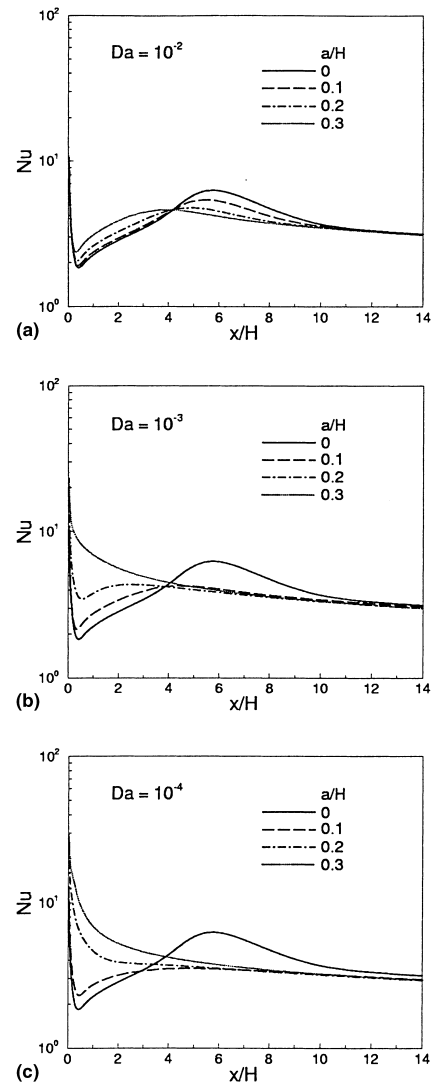 10²
Da = 10⁻²
a/H
0
0.1
0.2
0.3
Nu
10¹
10⁰
0 2 4 6 8 10 12 14
x/H
(a)
10²
Da = 10⁻³
a/H
0
0.1
0.2
0.3
Nu
10¹
10⁰
0 2 4 6 8 10 12 14
x/H
(b)
10²
Da = 10⁻⁴
a/H
0
0.1
0.2
0.3
Nu
10¹
10⁰
0 2 4 6 8 10 12 14
x/H
(c)